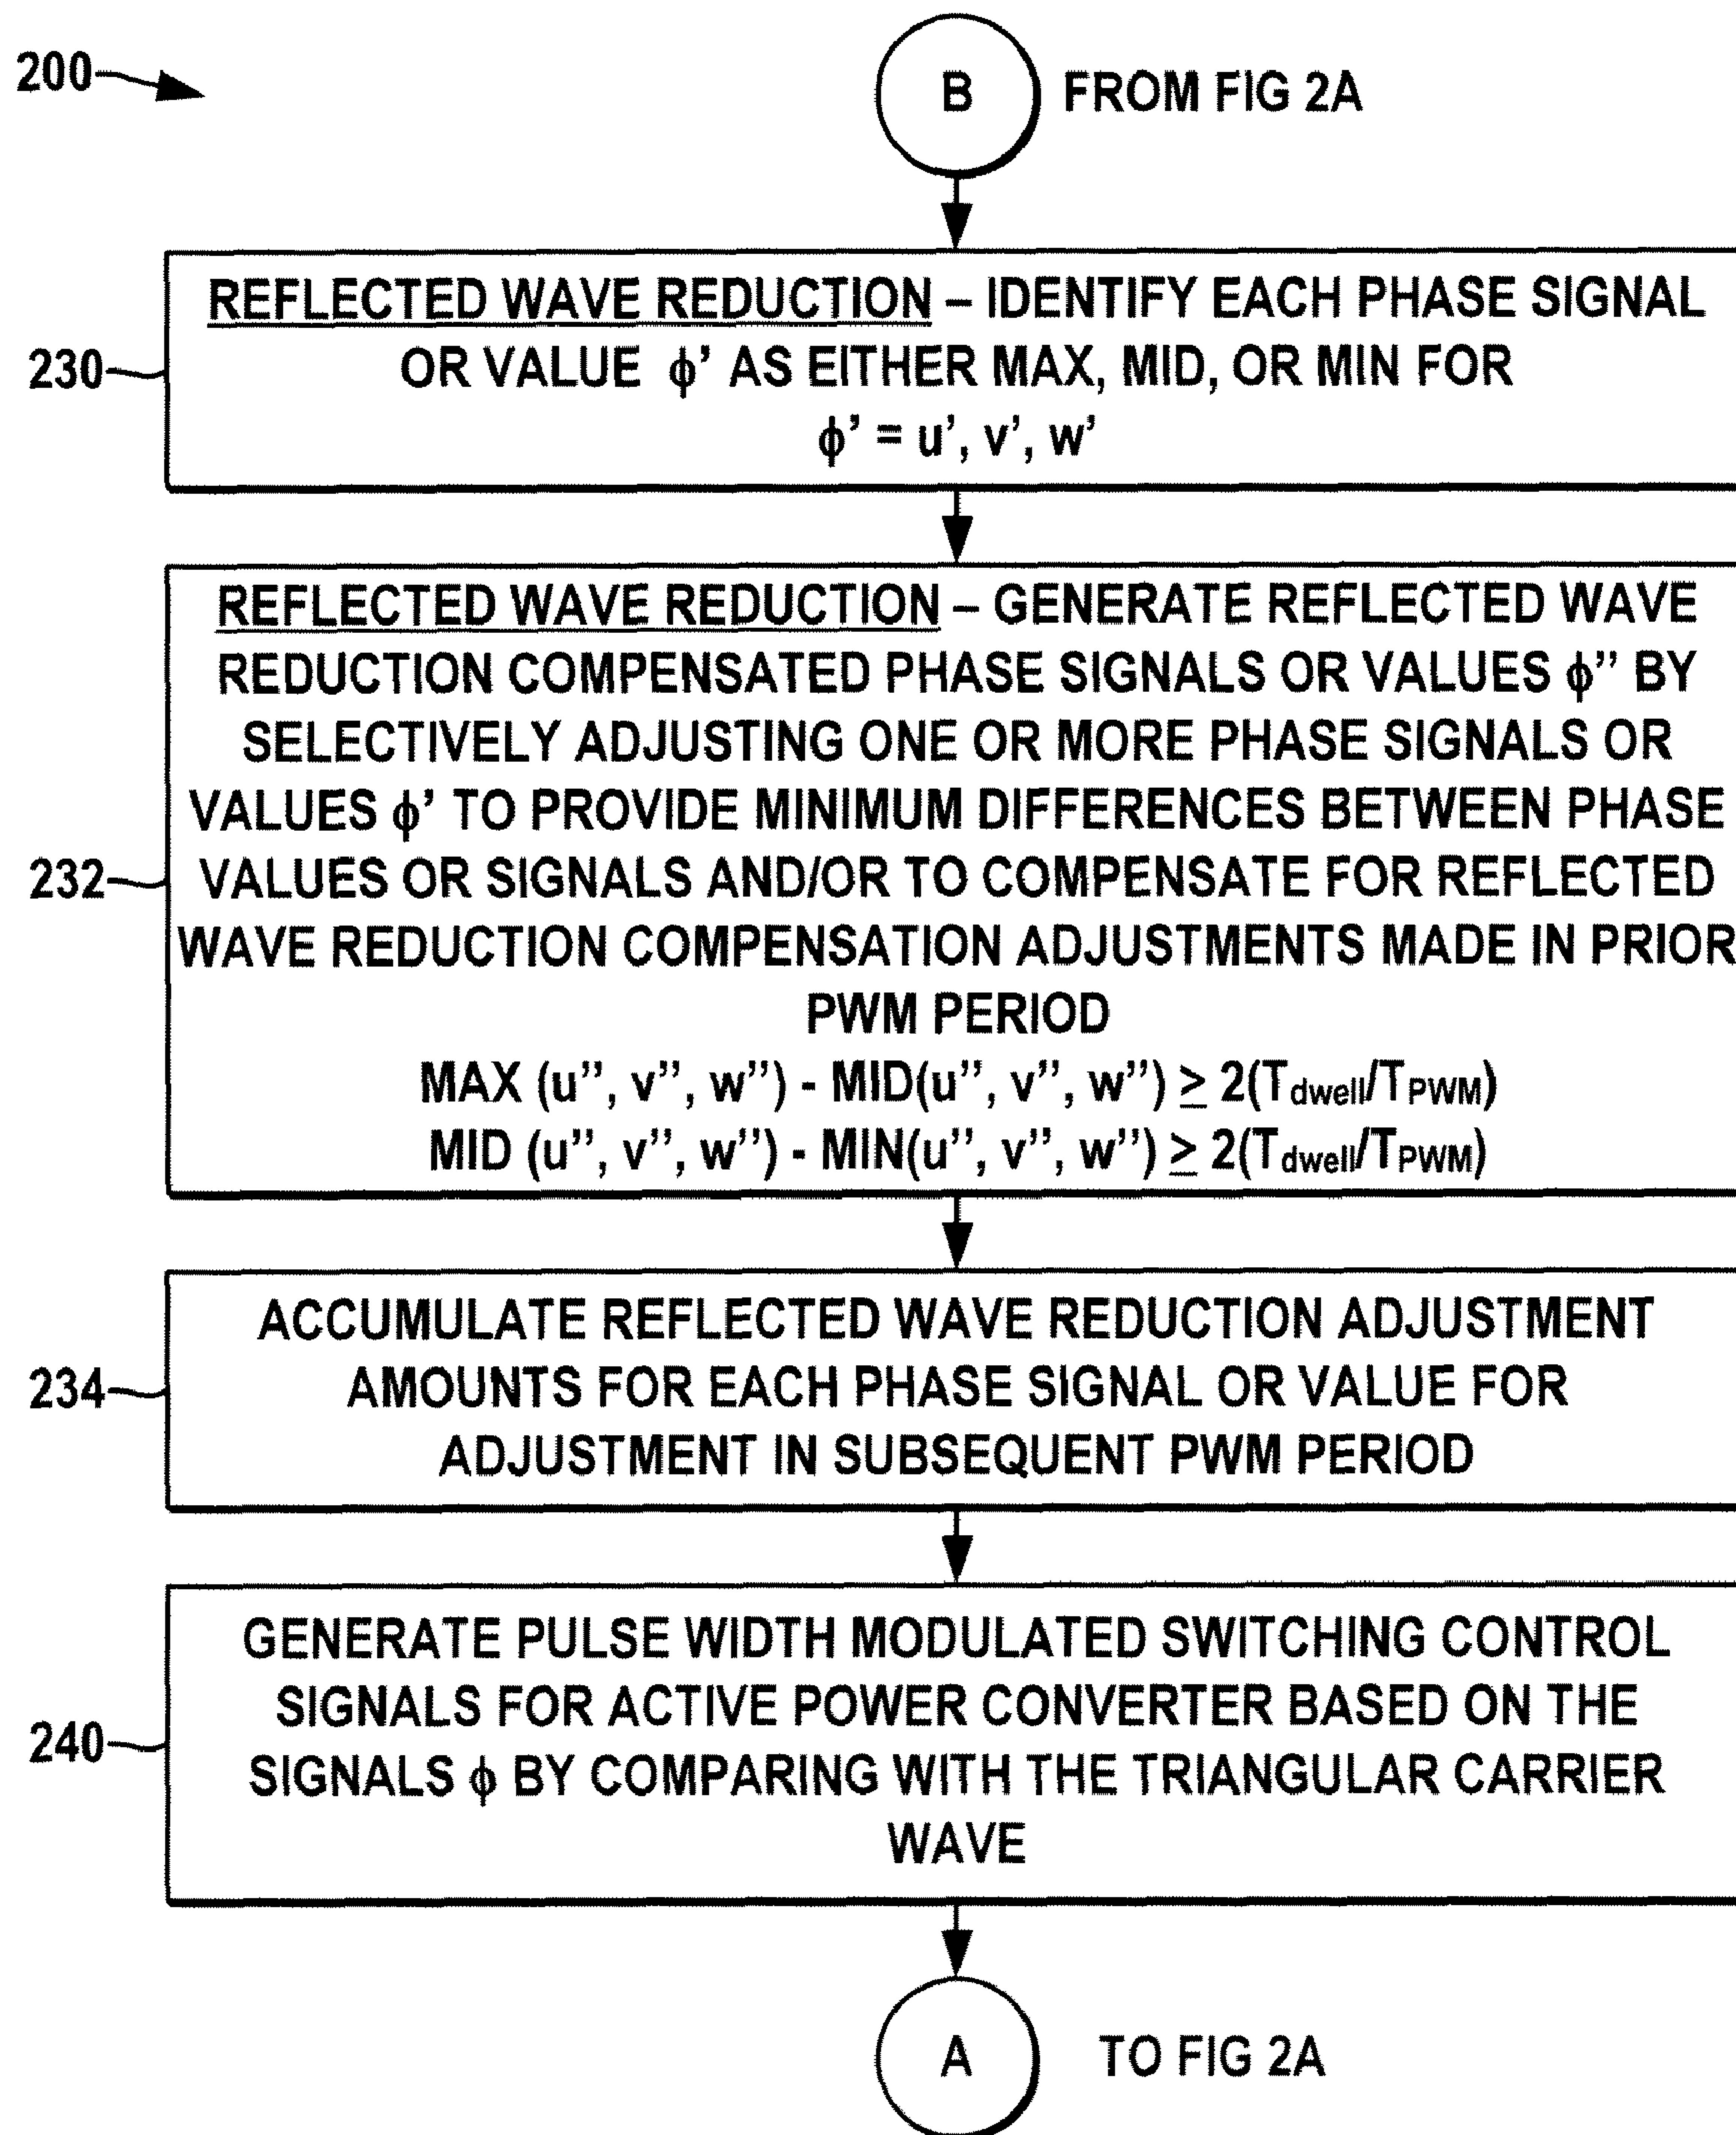 200
B FROM FIG 2A
REFLECTED WAVE REDUCTION – IDENTIFY EACH PHASE SIGNAL
OR VALUE ϕ’ AS EITHER MAX, MID, OR MIN FOR
230
ϕ’ = u’, v’, w’
REFLECTED WAVE REDUCTION – GENERATE REFLECTED WAVE
REDUCTION COMPENSATED PHASE SIGNALS OR VALUES ϕ’’ BY
SELECTIVELY ADJUSTING ONE OR MORE PHASE SIGNALS OR
VALUES ϕ’ TO PROVIDE MINIMUM DIFFERENCES BETWEEN PHASE
232
VALUES OR SIGNALS AND/OR TO COMPENSATE FOR REFLECTED
WAVE REDUCTION COMPENSATION ADJUSTMENTS MADE IN PRIOR
PWM PERIOD
MAX (u’’, v’’, w’’) - MID(u’’, v’’, w’’) ≥ 2(Tdwell/TPWM)
MID (u’’, v’’, w’’) - MIN(u’’, v’’, w’’) ≥ 2(Tdwell/TPWM)
ACCUMULATE REFLECTED WAVE REDUCTION ADJUSTMENT
234
AMOUNTS FOR EACH PHASE SIGNAL OR VALUE FOR
ADJUSTMENT IN SUBSEQUENT PWM PERIOD
GENERATE PULSE WIDTH MODULATED SWITCHING CONTROL
SIGNALS FOR ACTIVE POWER CONVERTER BASED ON THE
240
SIGNALS ϕ BY COMPARING WITH THE TRIANGULAR CARRIER
WAVE
A TO FIG 2A